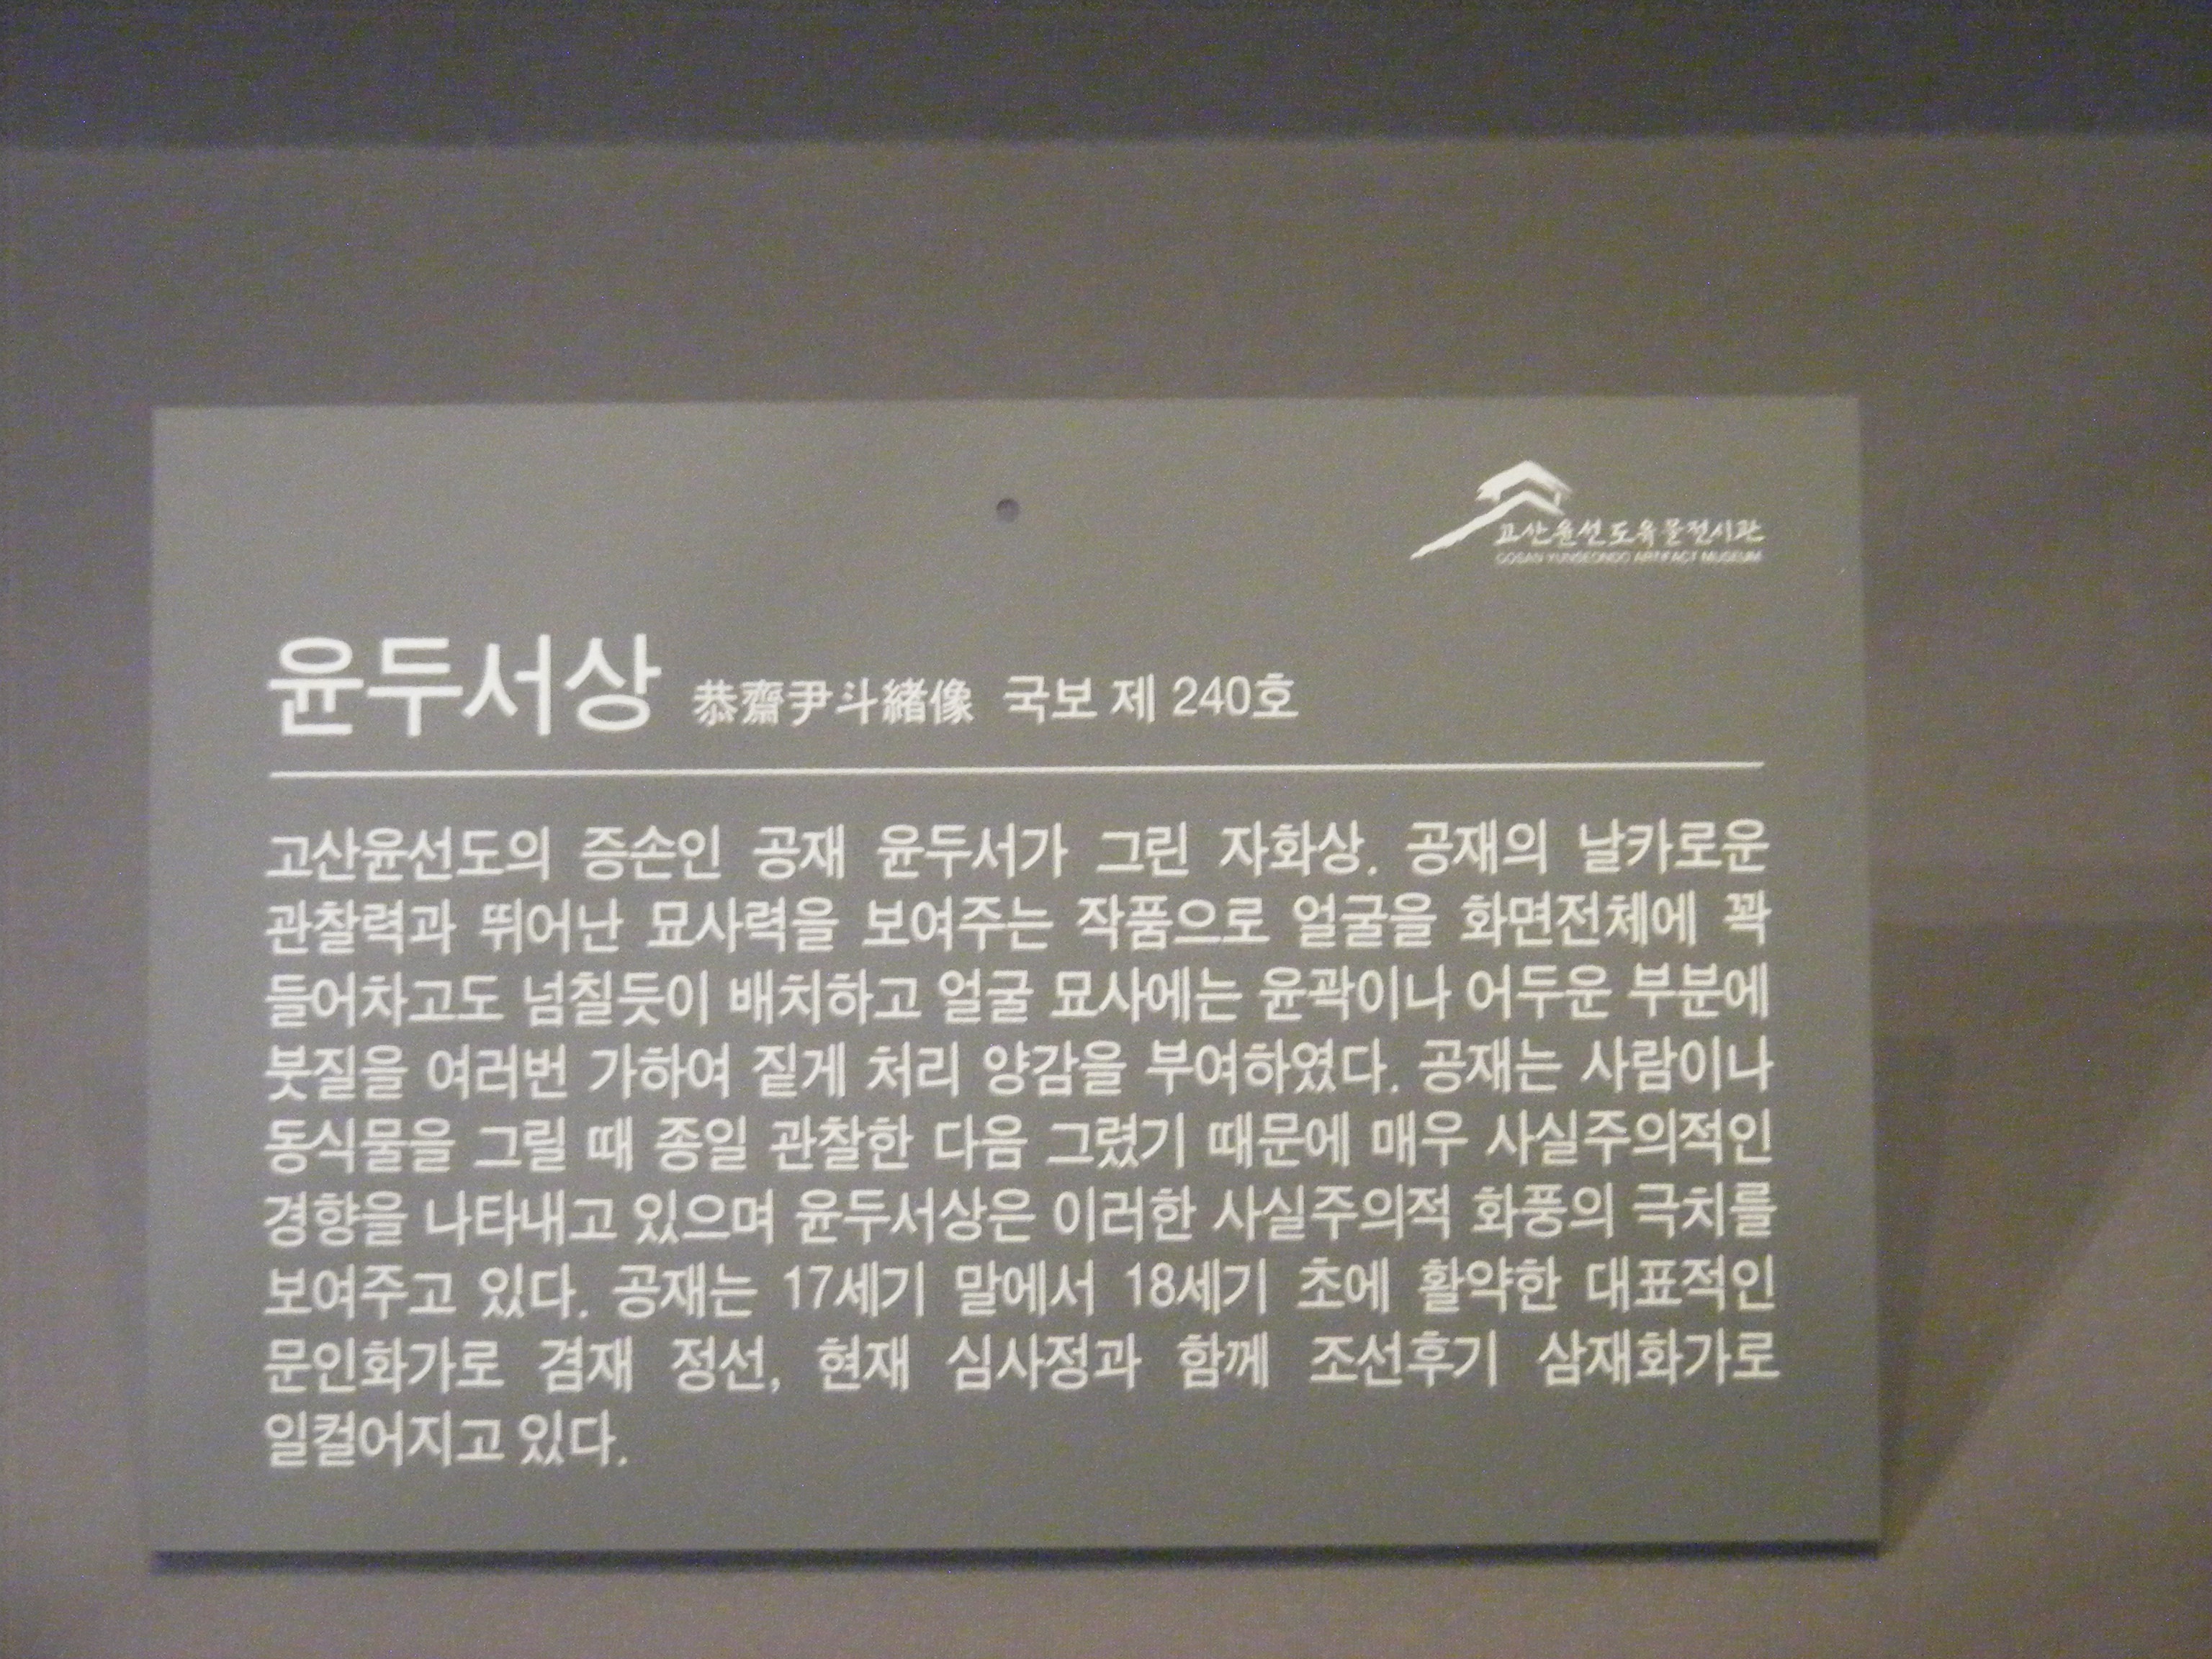 고산윤선도유물전시관
GOSAN YUNSEONDO ARTIFACT MUSEUM
윤두서상 恭齋尹斗緖像 국보 제 240호
고산윤선도의 증손인 공재 윤두서가 그린 자화상. 공재의 날카로운
관찰력과 뛰어난 묘사력을 보여주는 작품으로 얼굴을 화면전체에 꽉
들어차고도 넘칠듯이 배치하고 얼굴 묘사에는 윤곽이나 어두운 부분에
붓질을 여러번 가하여 짙게 처리 양감을 부여하였다. 공재는 사람이나
동식물을 그릴 때 종일 관찰한 다음 그렸기 때문에 매우 사실주의적인
경향을 나타내고 있으며 윤두서상은 이러한 사실주의적 화풍의 극치를
보여주고 있다. 공재는 17세기 말에서 18세기 초에 활약한 대표적인
문인화가로 겸재 정선, 현재 심사정과 함께 조선후기 삼재화가로
일컬어지고 있다.